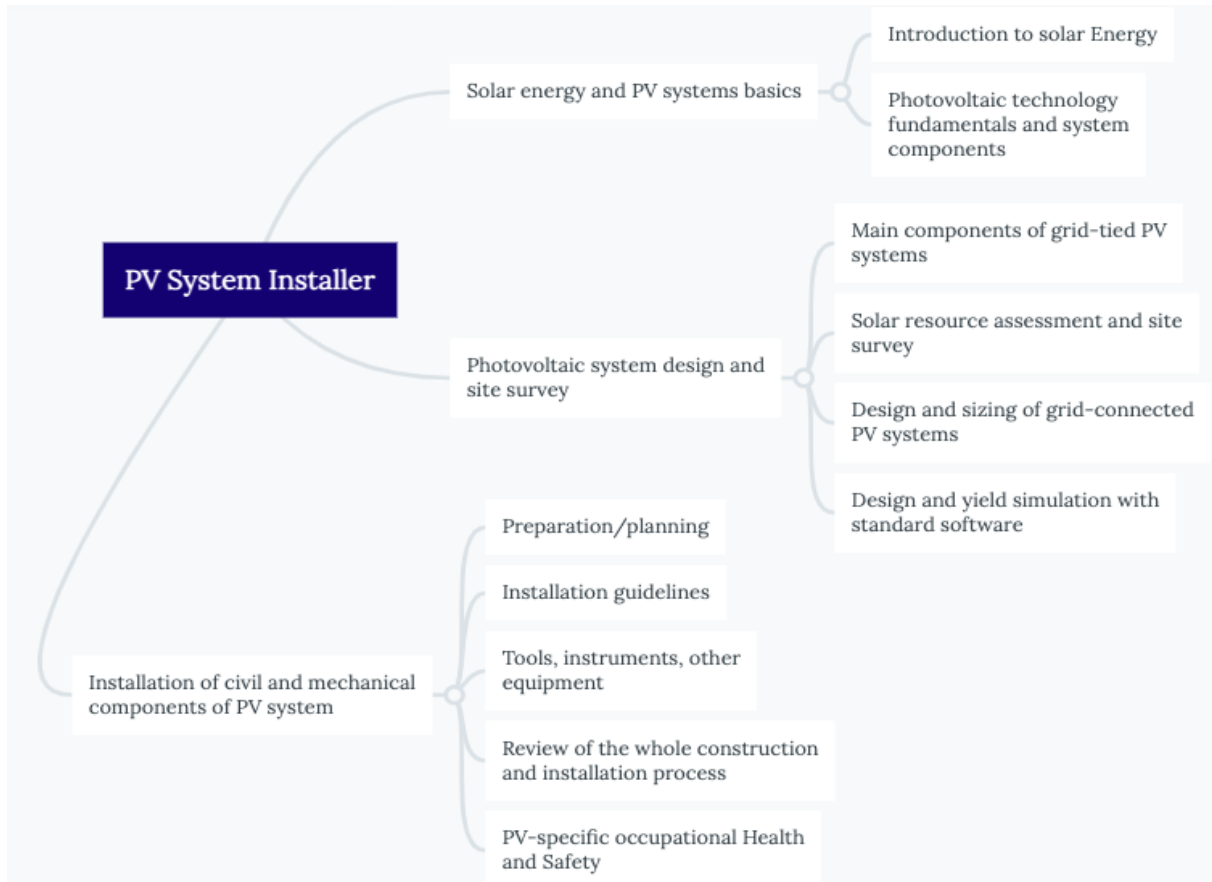 Introduction to solar Energy
Solar energy and PV systems basics
Photovoltaic technology
fundamentals and system
components
PV System Installer
Main components of grid-tied PV
systems
Solar resource assessment and site
survey
Photovoltaic system design and
site survey
Design and sizing of grid-connected
PV systems
Design and yield simulation with
standard software
Preparation/planning
Installation guidelines
Tools, instruments, other
equipment
Installation of civil and mechanical
components of PV system
Review of the whole construction
and installation process
PV-specific occupational Health
and Safety